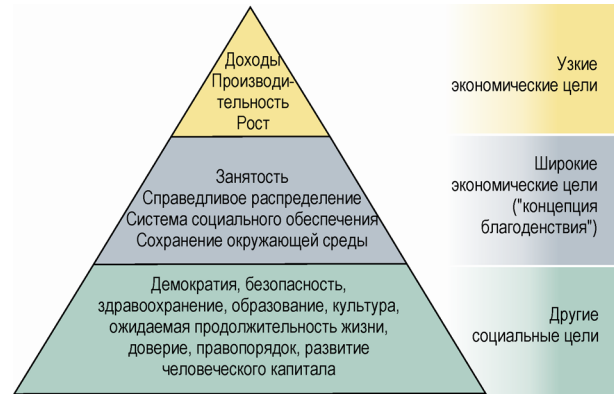 Доходы
Производи-
тельность
Рост
Узкие
экономические цели
Занятость
Справедливое распределение
Система социального обеспечения
Сохранение окружающей среды
Широкие
экономические цели
("концепция
благоденствия")
Демократия, безопасность,
здравоохранение, образование, культура,
ожидаемая продолжительность жизни,
доверие, правопорядок, развитие
человеческого капитала
Другие
социальные цели